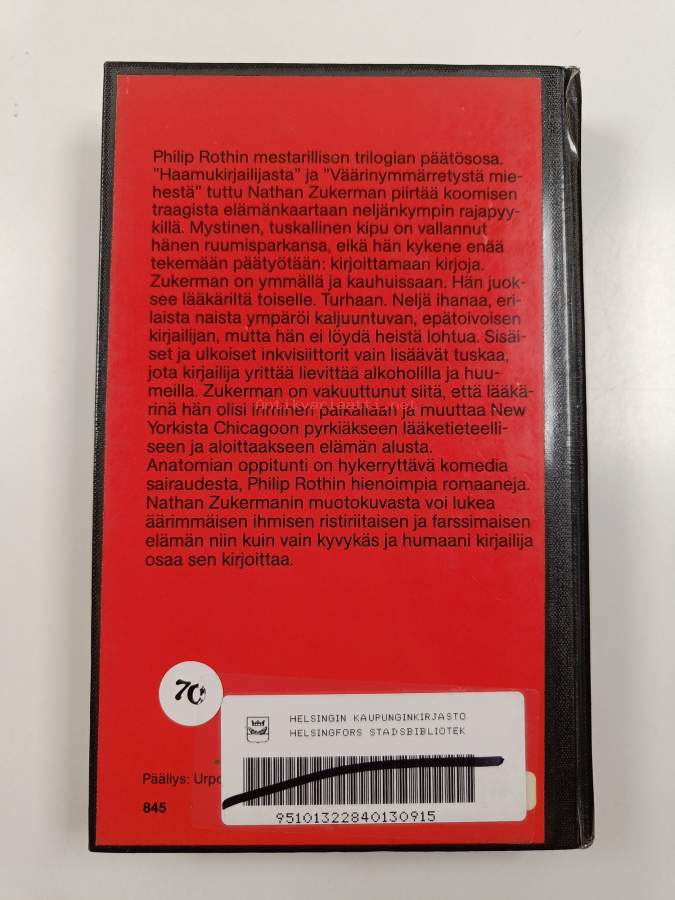 Philip Rothin mestarillisen trilogian päätösosa.
"Haamukirjailijasta" ja "Väärinymmärretystä mie-
hestä" tuttu Nathan Zukerman piirtää koomisen
traagista elämänkaartaan neljänkympin rajapyy-
killä. Mystinen, tuskallinen kipu on vallannut
hänen ruumisparkansa, eikä hän kykene enää
tekemään päätyötään: kirjoittamaan kirjoja.
Zukerman on ymmällä ja kauhuissaan. Hän juok-
see lääkäriltä toiselle. Turhaan. Neljä ihanaa, eri-
laista naista ympäröi kaljuuntuvan, epätoivoisen
kirjailijan, mutta hän ei löydä heistä lohtua. Sisäi-
set ja ulkoiset inkvisiittorit vain lisäävät tuskaa,
jota kirjailija yrittää lievittää alkoholilla ja huu-
meilla. Zukerman on vakuuttunut siitä, että lääkä-
rinä hän olisi ihminen paikallaan ja muuttaa New
Yorkista Chicagoon pyrkiäkseen lääketieteelli-
seen ja aloittaakseen elämän alusta.
Anatomian oppitunti on hykerryttävä komedia
sairaudesta, Philip Rothin hienoimpia romaaneja.
Nathan Zukermanin muotokuvasta voi lukea
äärimmäisen ihmisen ristiriitaisen ja farssimaisen
elämän niin kuin vain kyvykäs ja humaani kirjailija
osaa sen kirjoittaa.
Antikvariaatti.net
70
HELSINGIN KAUPUNGINKIRJASTO
HELSINGFORS STADSBIBLIOTEK
95101322840130915
Päällys: Urpo
845